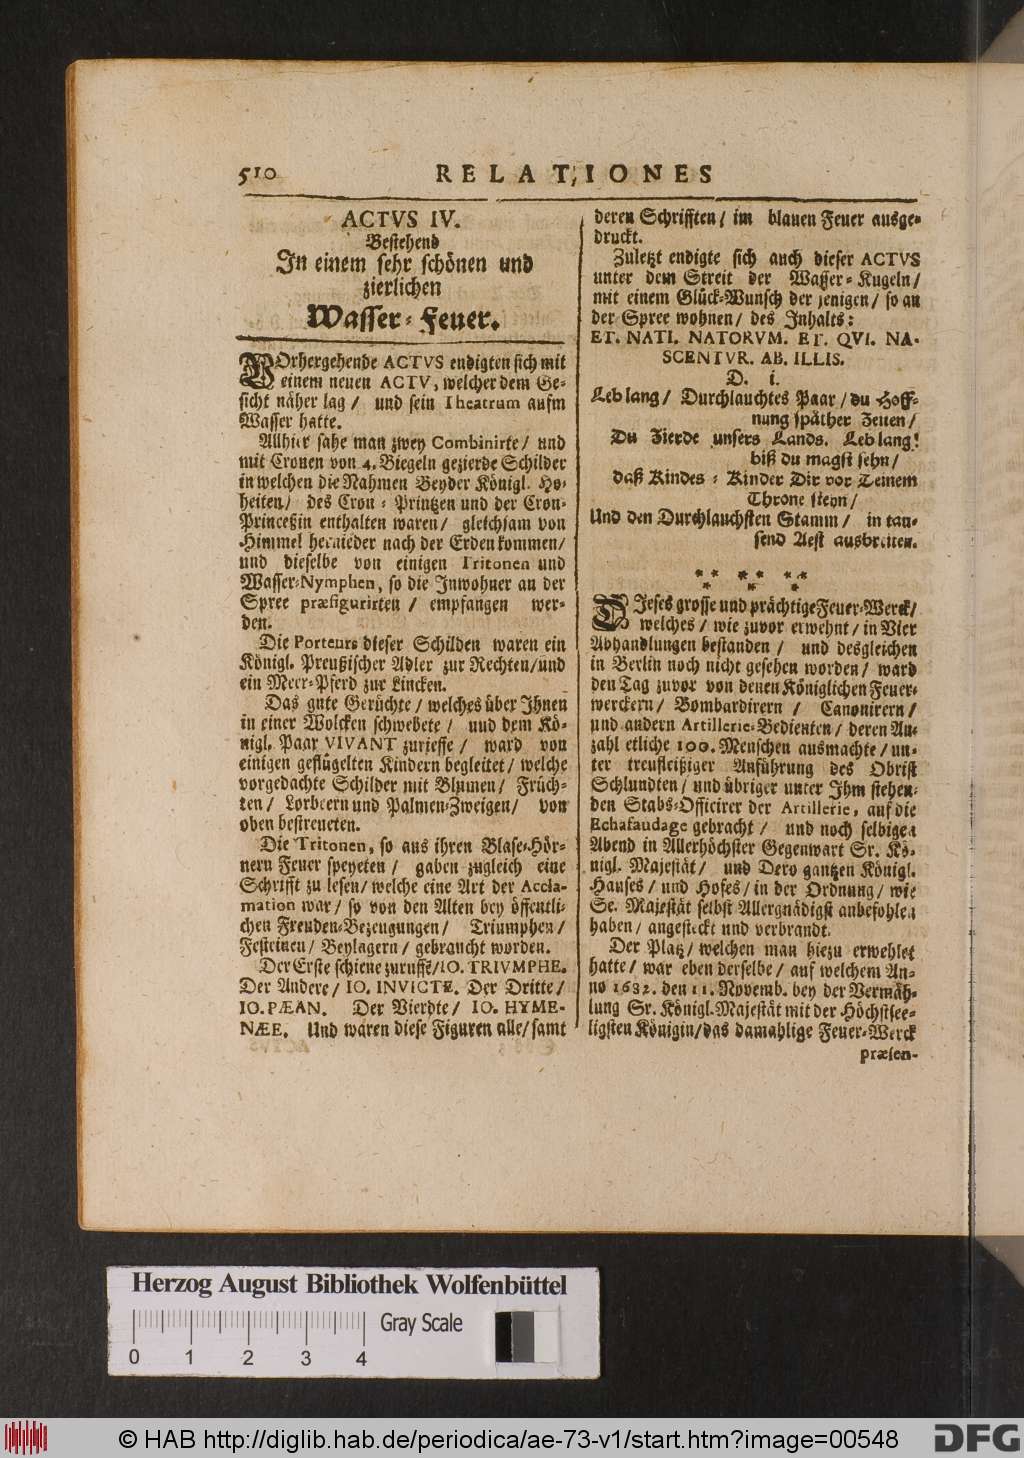 510
RELATIONES
ACTVS IV.
Bestehend
In einem sehr schönen und
zierlichen
Wasser-Feuer.
VOrhergehende ACTVS endigten sich mit
einem neuen ACTU, welcher dem Ge-
sicht näher lag / und sein Theatrum aufm
Wasser hatte.
Allhier sahe man zwey Combinirte / und
mit Cronen von 4. Biegeln gezierde Schilder
in welchen die Nahmen Beyder Königl. Ho-
heiten / des Cron-Printzen und der Cron-
Princeßin enthalten waren / gleichsam von
Himmel hernieder nach der Erden kommen /
und dieselbe von einigen Tritonen und
Wasser-Nymphen, so die Inwohner an der
Spree præfigurirten / empfangen wer-
den.
Die Porteurs dieser Schilden waren ein
Königl. Preußischer Adler zur Rechten / und
ein Meer-Pferd zur Lincken.
Das gute Gerüchte / welches über Ihnen
in einer Wolcken schwebete / und dem Kö-
nigl. Paar VIVANT zurieffe / ward von
einigen geflügelten Kindern begleitet / welche
vorgedachte Schilder mit Blumen / Früch-
ten / Lorbeern und Palmen-Zweigen / von
oben bestreueten.
Die Tritonen, so aus ihren Blase-Hör-
nern Feuer speyeten / gaben zugleich eine
Schrifft zu lesen / welche eine Art der Accla-
mation war / so von den Alten bey öffentli-
chen Freuden-Bezeugungen / Triumphen /
Festeinen / Beylagern / gebraucht worden.
Der Erste schiene zuruffē / IO. TRIVMPHE.
Der Andere / IO. INVICTE. Der Dritte /
IO. PÆAN. Der Vierdte / IO. HYME-
NÆE. Und waren diese Figuren alle / samt
deren Schrifften / im blauen Feuer ausge-
druckt.
Zuletzt endigte sich auch dieser ACTVS
unter dem Streit der Wasser-Kugeln /
mit einem Glück-Wunsch der jenigen / so an
der Spree wohnen / des Inhalts:
ET. NATI. NATORVM. ET. QVI. NA-
SCENTVR. AB. ILLIS.
D. i.
Leb lang / Durchlauchtes Paar / du Hoff-
nung späther Zeiten /
Du Zierde unsers Lands. Leb lang!
biß du magst sehn /
daß Kindes-Kinder Dir vor Deinem
Throne steyn /
Und den Durchlauchsten Stamm / in tau-
send Aest ausbreiten.
* * * * * *
* * *
DIeses grosse und prächtige Feuer-Werck /
welches / wie zuvor erwehnt / in Vier
Abhandlungen bestanden / und desgleichen
in Berlin noch nicht gesehen worden / ward
den Tag zuvor von denen Königlichen Feuer-
werckern / Bombardirern / Canonirern /
und andern Artillerie-Bedienten / deren An-
zahl etliche 100. Menschen ausmachte / un-
ter treufleißiger Anführung des Obrist
Schlundten / und übriger unter Ihm stehen-
den Stabs-Officirer der Artillerie, auf die
Echafaudage gebracht / und noch selbigen
Abend in Allerhöchster Gegenwart Sr. Kö-
nigl. Majestät / und Dero gantzen Königl.
Hauses / und Hofes / in der Ordnung / wie
Se. Majestät selbst Allergnädigst anbefohlen
haben / angesteckt und verbrandt.
Der Platz / welchen man hiezu erwehlet
hatte / war eben derselbe / auf welchem An-
no 1632. den 11. Novemb. bey der Vermäh-
lung Sr. Königl. Majestät mit der Höchstsee-
ligsten Königin / das damahlige Feuer-Werck
præsen-
Herzog August Bibliothek Wolfenbüttel
Gray Scale
0 1 2 3 4
© HAB http://diglib.hab.de/periodica/ae-73-v1/start.htm?image=00548
DFG